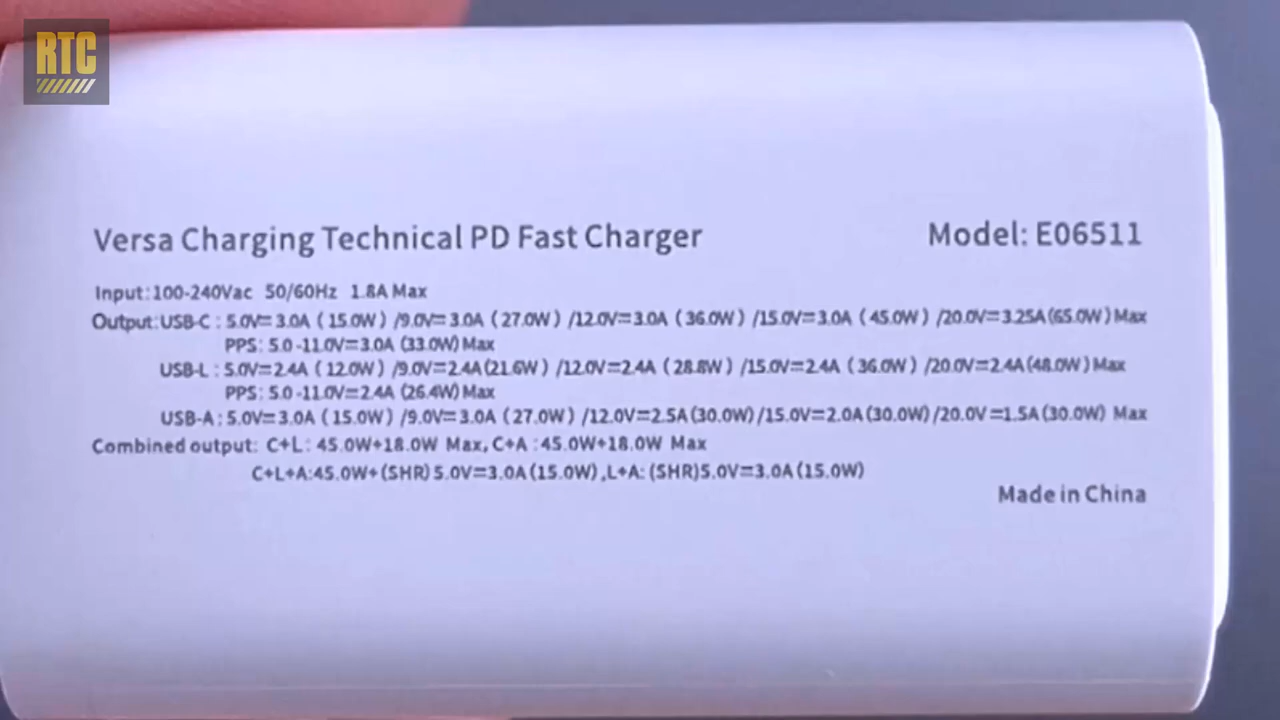 RTC
Versa Charging Technical PD Fast Charger Model: E06511
Input:100-240Vac 50/60Hz 1.8A Max
Output:USB-C : 5.0V=3.0A ( 15.0W ) /9.0V=3.0A ( 27.0W ) /12.0V=3.0A ( 36.0W ) /15.0V=3.0A ( 45.0W ) /20.0V=3.25A(65.0W) Max
PPS: 5.0 -11.0V=3.0A (33.0W) Max
USB-L : 5.0V=2.4A ( 12.0W ) /9.0V=2.4A(21.6W ) /12.0V=2.4A ( 28.8W ) /15.0V=2.4A ( 36.0W ) /20.0V=2.4A(48.0W ) Max
PPS: 5.0 -11.0V=2.4A (26.4W) Max
USB-A : 5.0V=3.0A ( 15.0W ) /9.0V=3.0A ( 27.0W ) /12.0V=2.5A(30.0W) /15.0V=2.0A(30.0W) /20.0V =1.5A(30.0W) Max
Combined output: C+L : 45.0W+18.0W Max, C+A : 45.0W+18.0W Max
C+L+A:45.0W+ (SHR) 5.0V=3.0A (15.0W) ,L+A: (SHR)5.0V=3.0A (15.0W)
Made in China